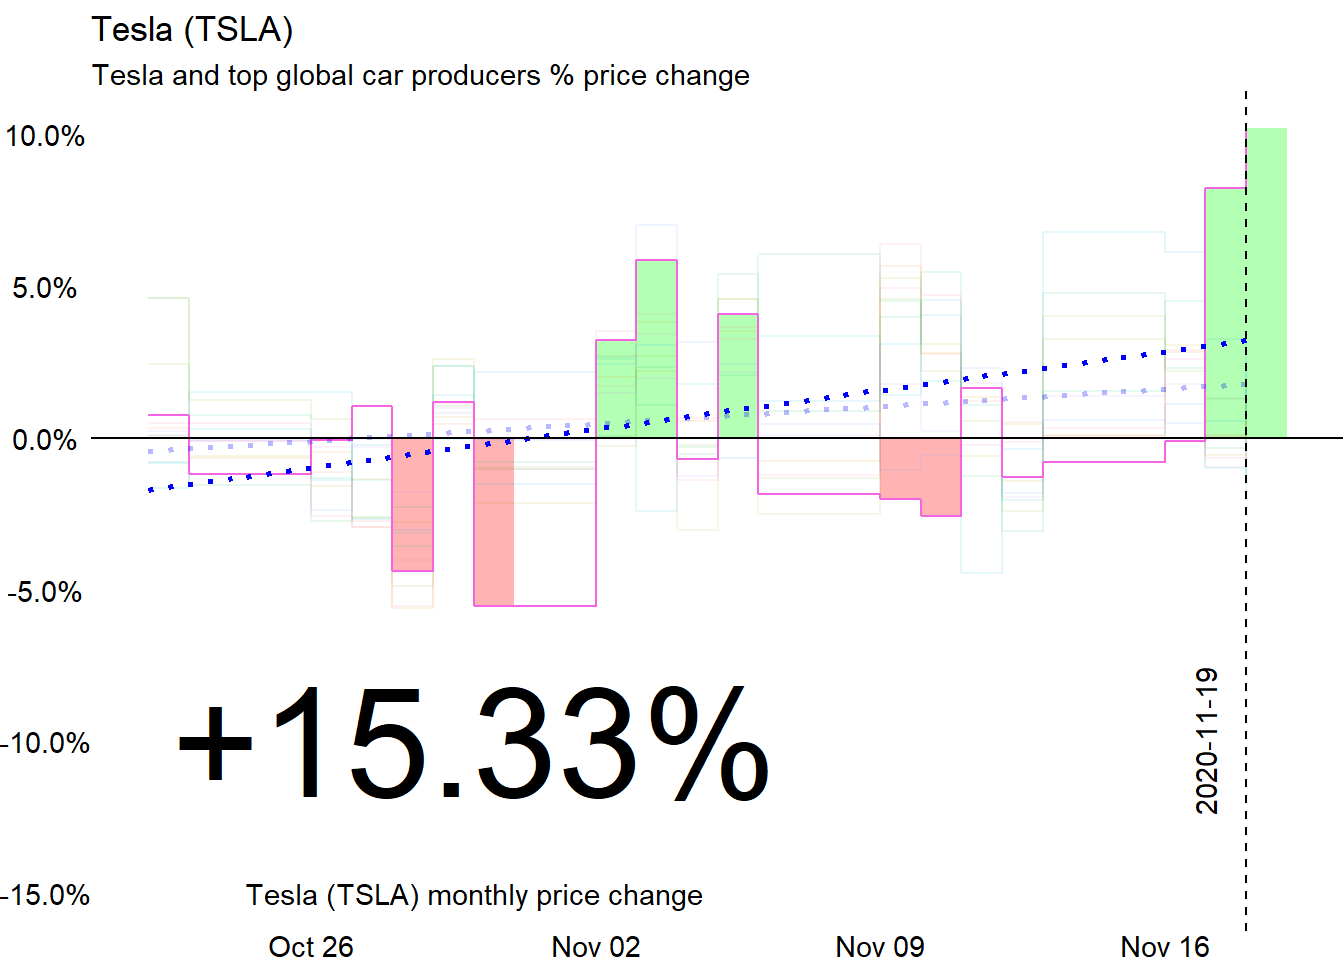 Tesla (TSLA)
Tesla and top global car producers % price change
10.0%
5.0%
0.0%
-5.0%
-10.0%
-15.0%
+15.33%
Tesla (TSLA) monthly price change
2020-11-19
Oct 26
Nov 02
Nov 09
Nov 16